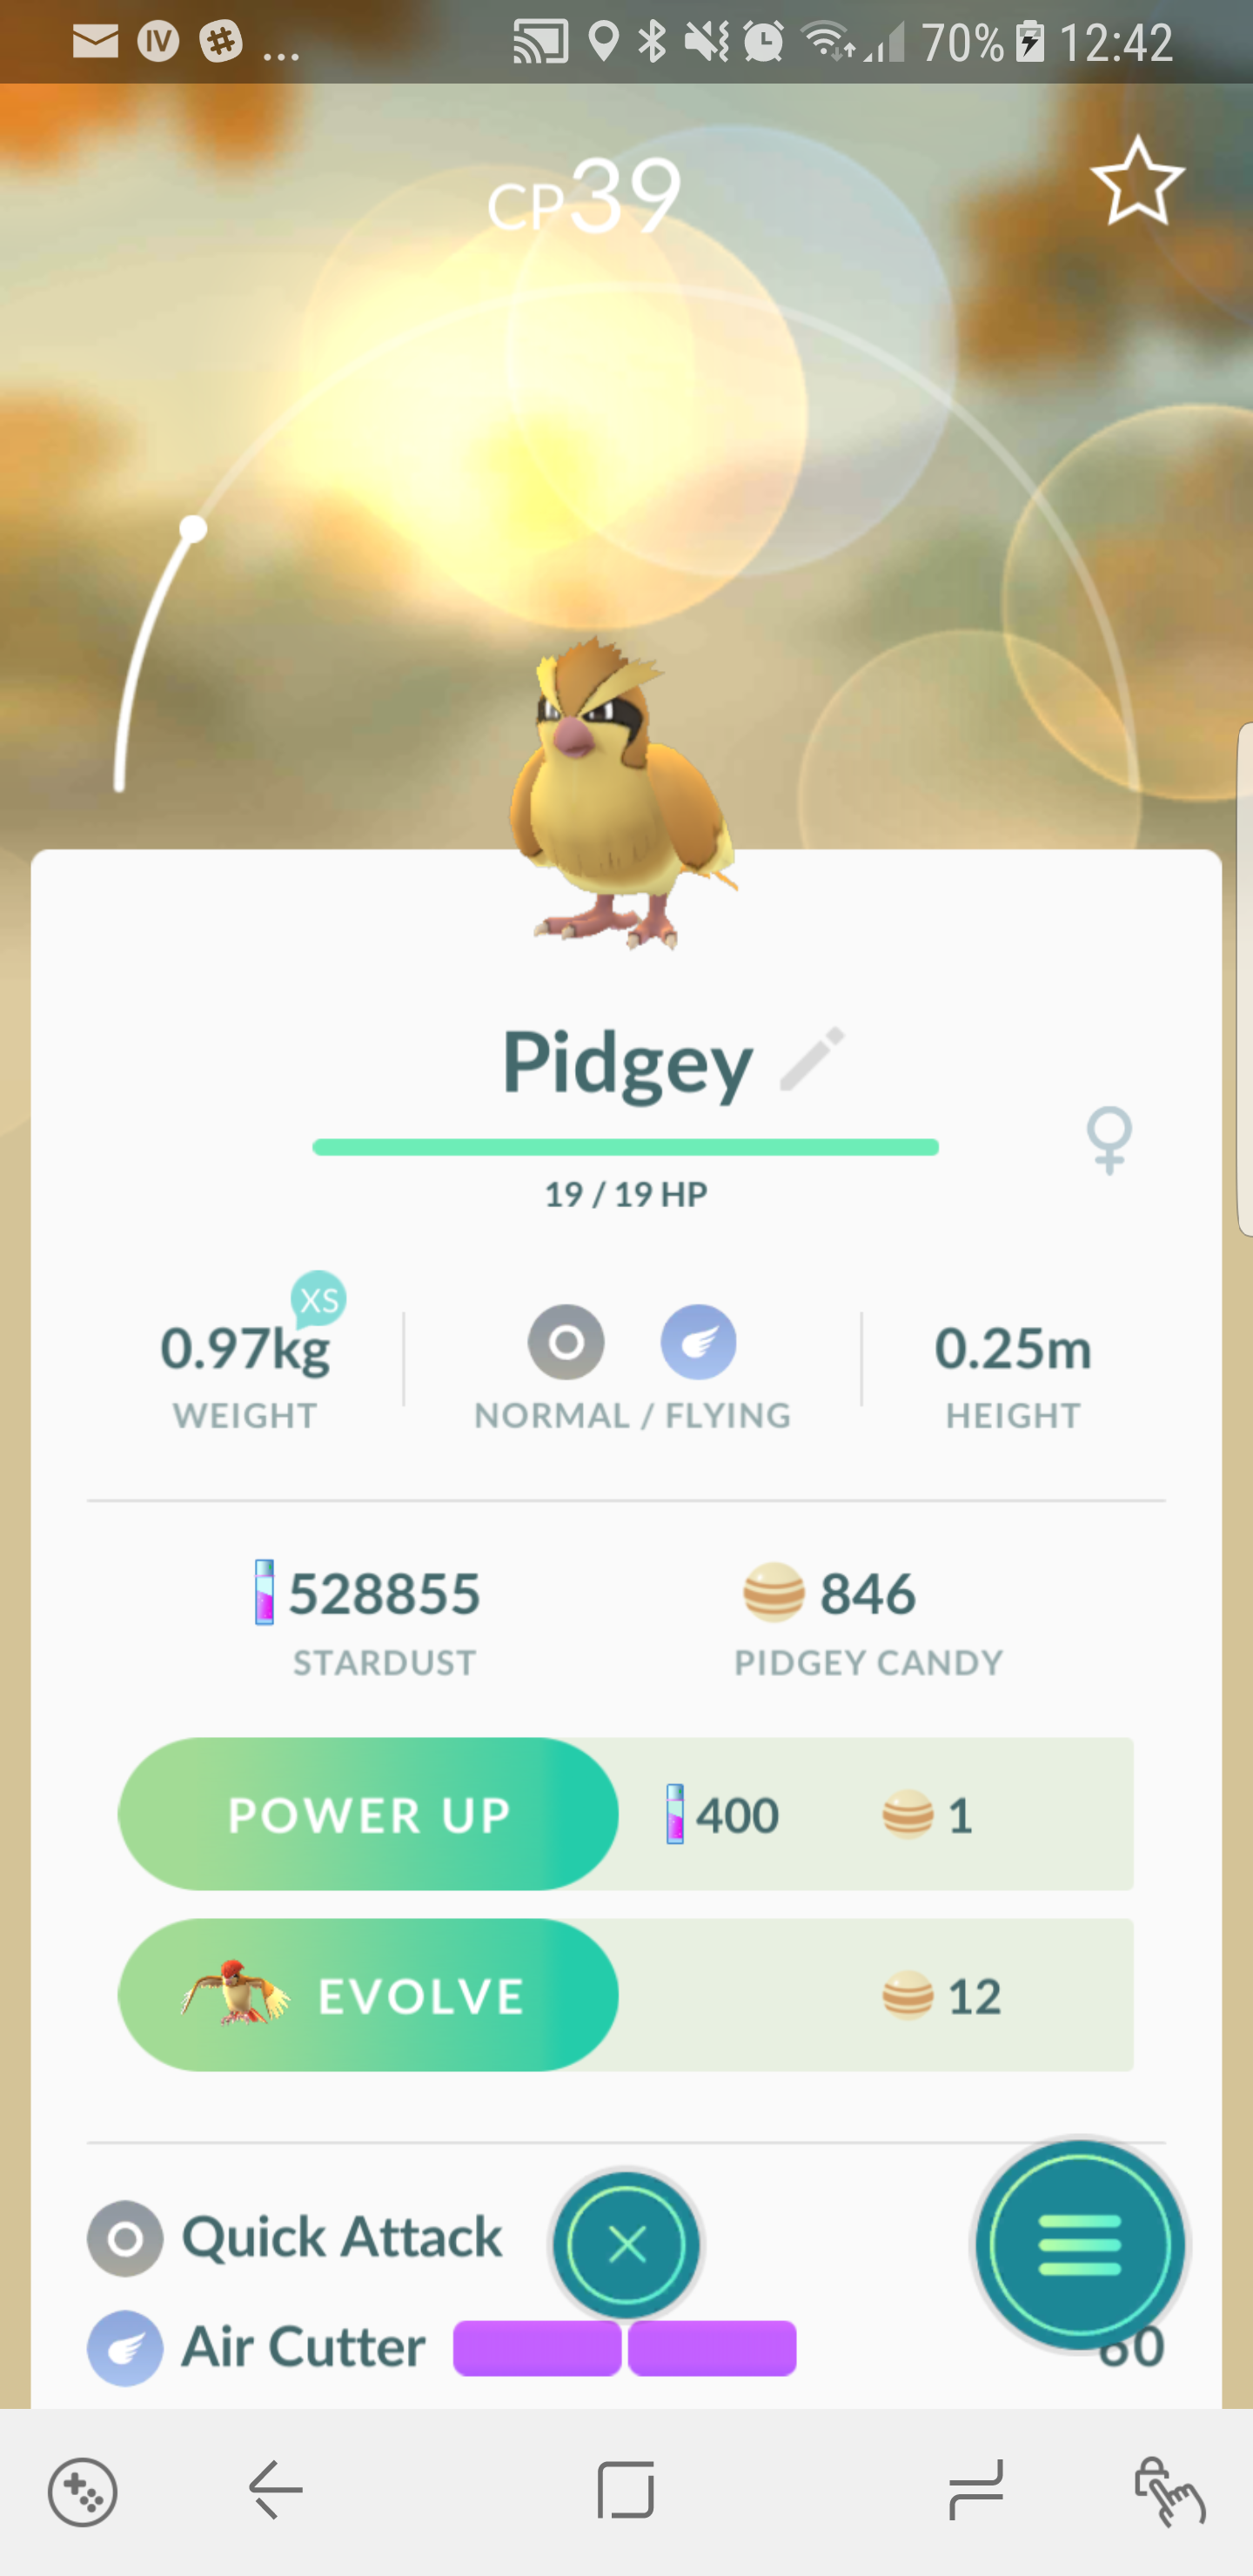 IV ... 70% 12:42
CP39
Pidgey
19 / 19 HP
XS
0.97kg
0.25m
WEIGHT
NORMAL / FLYING
HEIGHT
528855
846
STARDUST
PIDGEY CANDY
POWER UP 400 1
EVOLVE 12
Quick Attack
Air Cutter 60